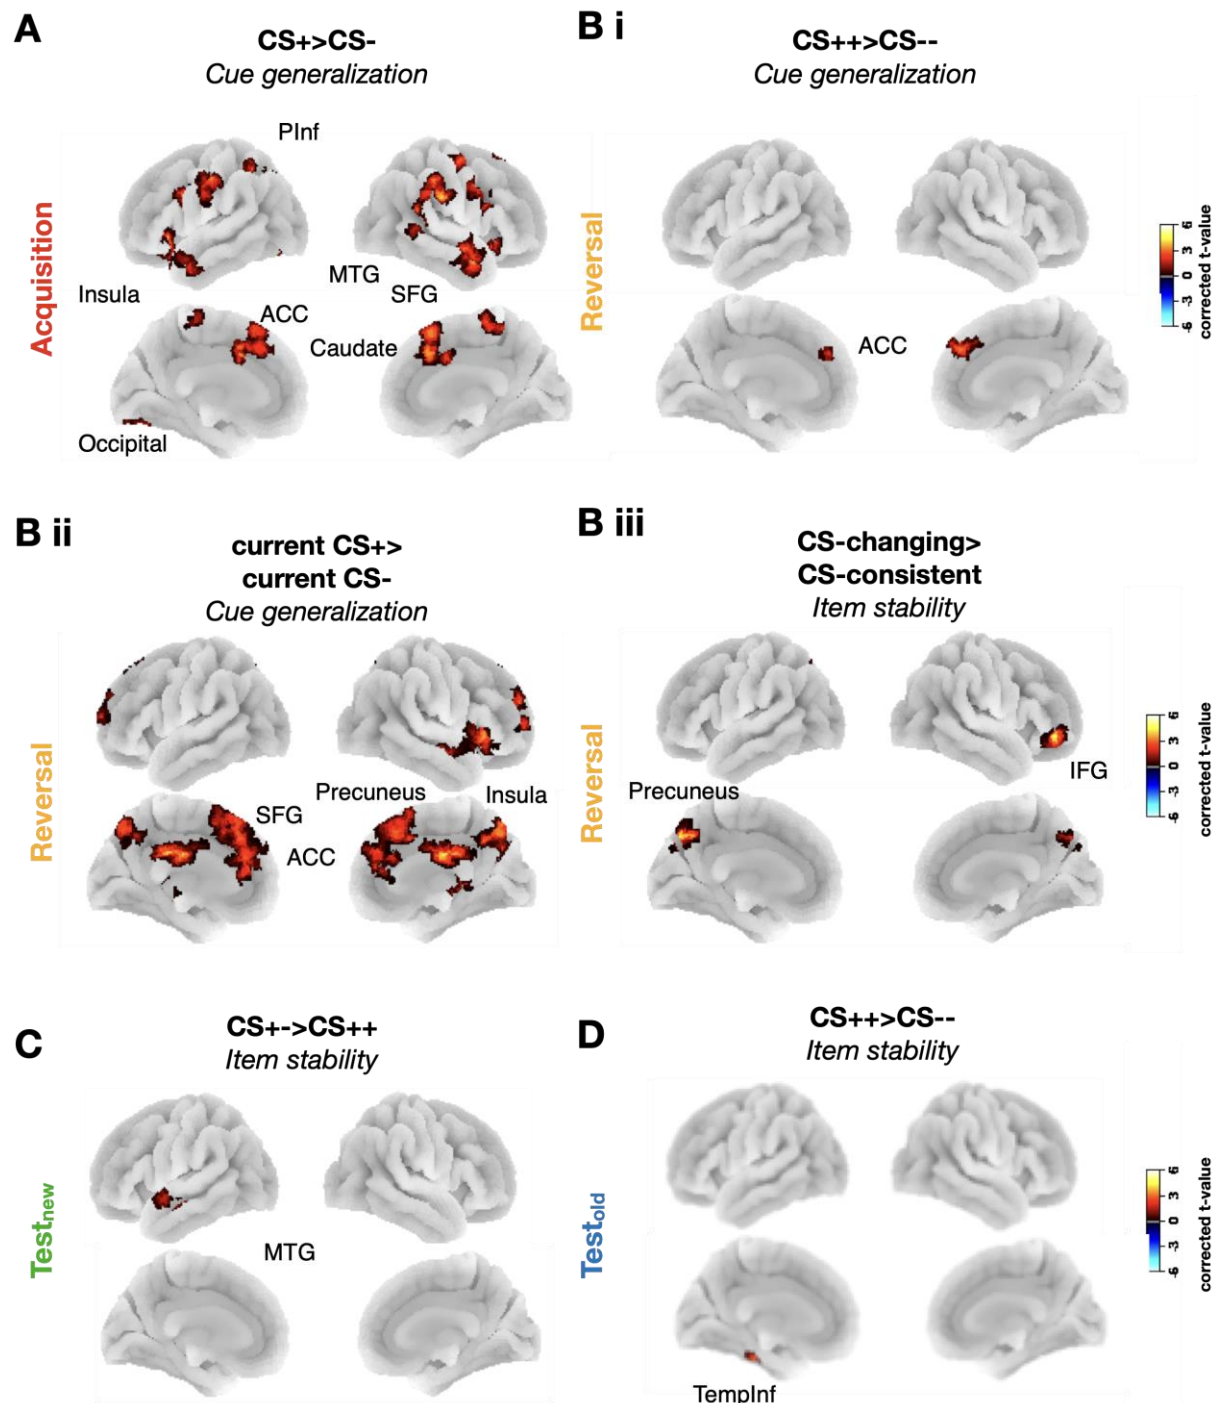 A
CS+>CS-
Cue generalization
PInf
Acquisition
Insula
MTG
SFG
ACC
Caudate
Occipital
B i
CS++>CS--
Cue generalization
Reversal
ACC
6
3
0
-3
-6
corrected t-value
B ii
current CS+>
current CS-
Cue generalization
Reversal
Precuneus
Insula
SFG
ACC
B iii
CS-changing>
CS-consistent
Item stability
Reversal
IFG
Precuneus
6
3
0
-3
-6
corrected t-value
C
CS+->CS++
Item stability
Testnew
MTG
D
CS++>CS--
Item stability
Testold
TempInf
6
3
0
-3
-6
corrected t-value